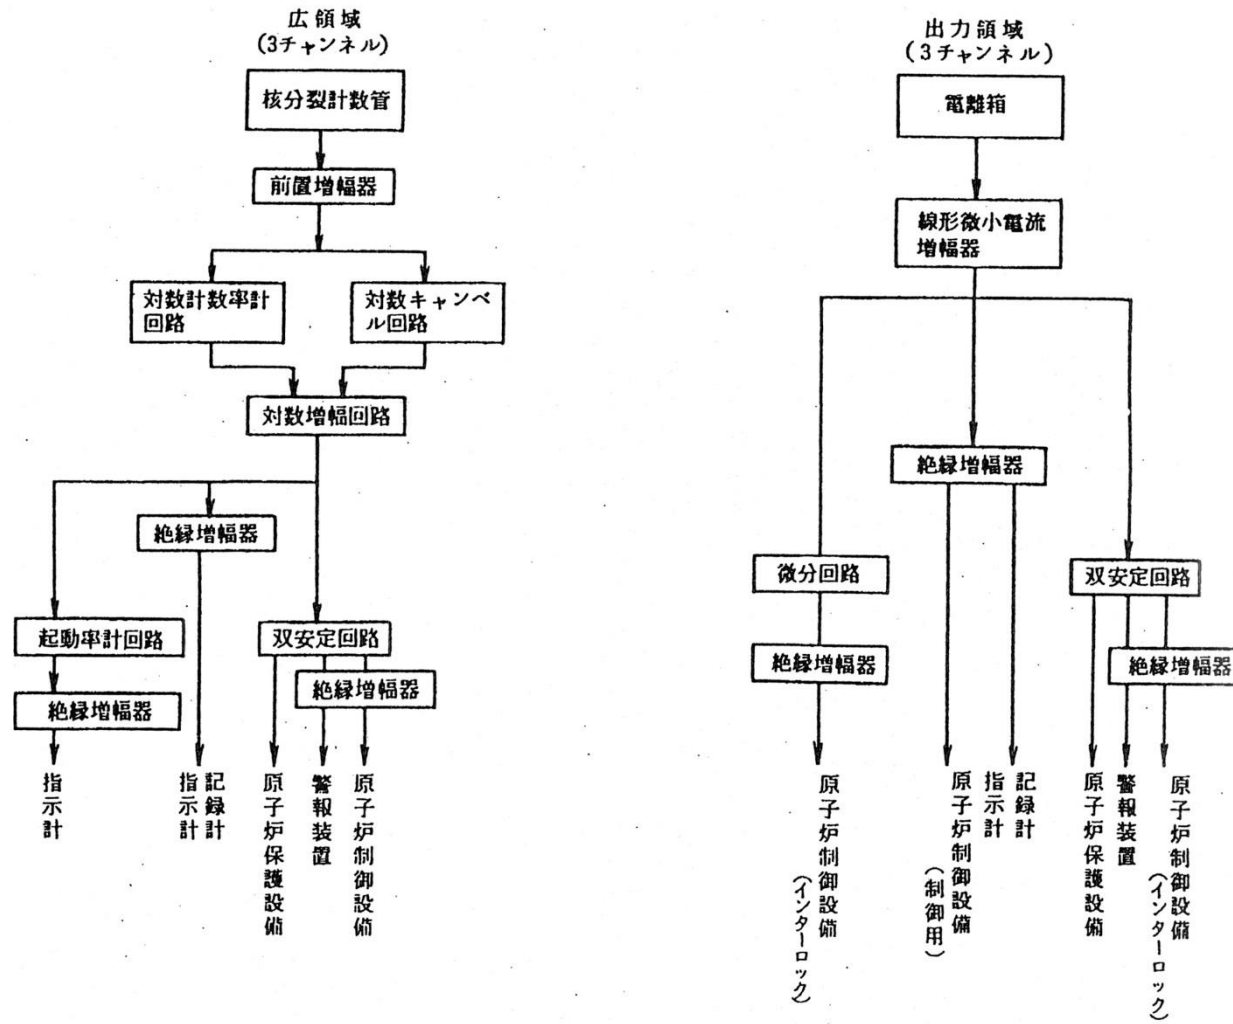 広領域
(3チャンネル)
核分裂計数管
前置増幅器
対数計数率計
回路
対数キャンベ
ル回路
対数増幅回路
絶縁増幅器
起動率計回路
双安定回路
絶縁増幅器
絶縁増幅器
指示計
指示計
記録計
原子炉保護設備
警報装置
原子炉制御設備
出力領域
(3チャンネル)
電離箱
線形微小電流
増幅器
絶縁増幅器
微分回路
双安定回路
絶縁増幅器
絶縁増幅器
原子炉制御設備
(インターロック)
原子炉制御設備
(制御用)
指示計
記録計
原子炉保護設備
警報装置
原子炉制御設備
(インターロック)